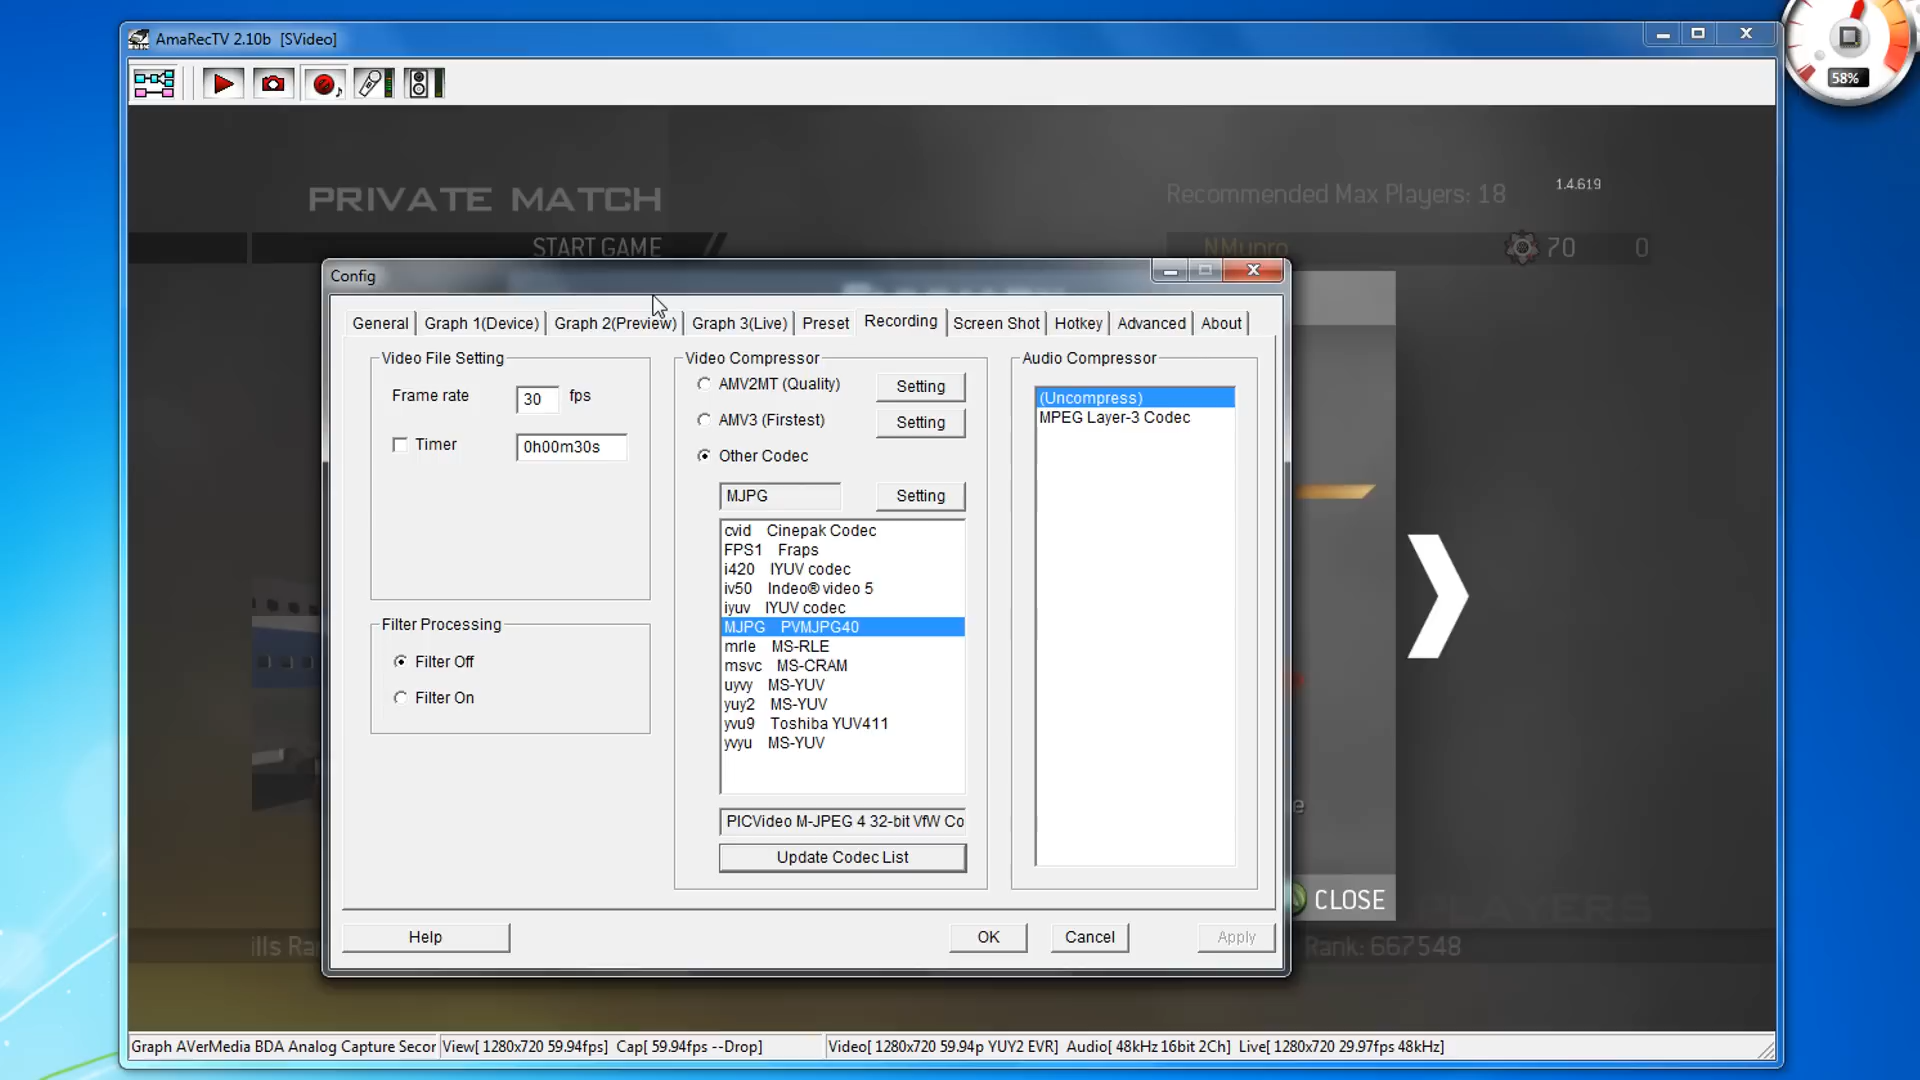 AmaRecTV 2.10b [SVideo]
58%
PRIVATE MATCH
Recommended Max Players: 18
1.4.619
START GAME
NMupro
70
0
Config
General
Graph 1(Device)
Graph 2(Preview)
Graph 3(Live)
Preset
Recording
Screen Shot
Hotkey
Advanced
About
Video File Setting
Frame rate
30
fps
Timer
0h00m30s
Filter Processing
Filter Off
Filter On
Video Compressor
AMV2MT (Quality)
Setting
AMV3 (Firstest)
Setting
Other Codec
MJPG
Setting
cvid Cinepak Codec
FPS1 Fraps
i420 IYUV codec
iv50 Indeo® video 5
iyuv IYUV codec
MJPG PVMJPG40
mrle MS-RLE
msvc MS-CRAM
uyvy MS-YUV
yuy2 MS-YUV
yvu9 Toshiba YUV411
yvyu MS-YUV
PICVideo M-JPEG 4 32-bit VfW Co
Update Codec List
Audio Compressor
(Uncompress)
MPEG Layer-3 Codec
CLOSE
PLAYERS
Help
OK
Cancel
Apply
ills Ra
Rank: 667548
Graph AVerMedia BDA Analog Capture Secor
View[ 1280x720 59.94fps] Cap[ 59.94fps --Drop]
Video[ 1280x720 59.94p YUY2 EVR] Audio[ 48kHz 16bit 2Ch] Live[ 1280x720 29.97fps 48kHz]